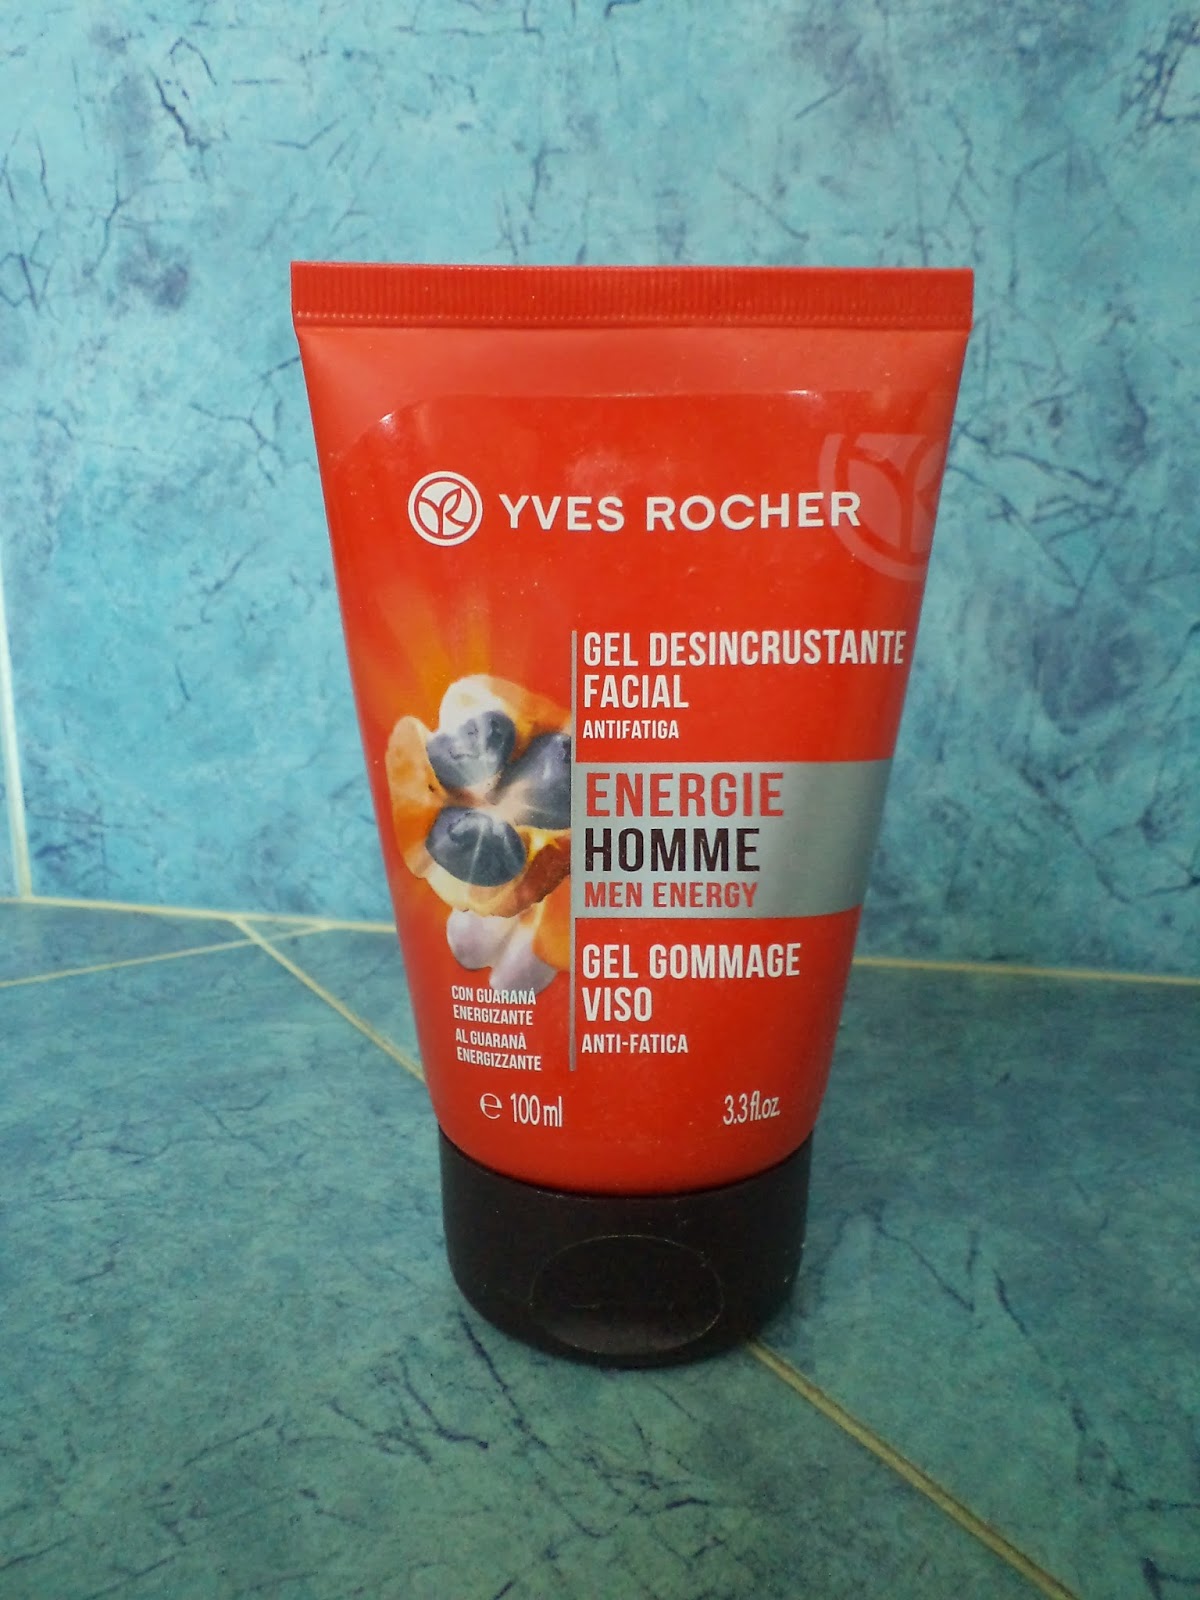 YVES ROCHER
GEL DESINCRUSTANTE
FACIAL
ANTIFATIGA
ENERGIE
HOMME
MEN ENERGY
GEL GOMMAGE
VISO
ANTI-FATICA
CON GUARANÁ
ENERGIZANTE
AL GUARANÀ
ENERGIZZANTE
℮ 100 ml
3.3 fl.oz.